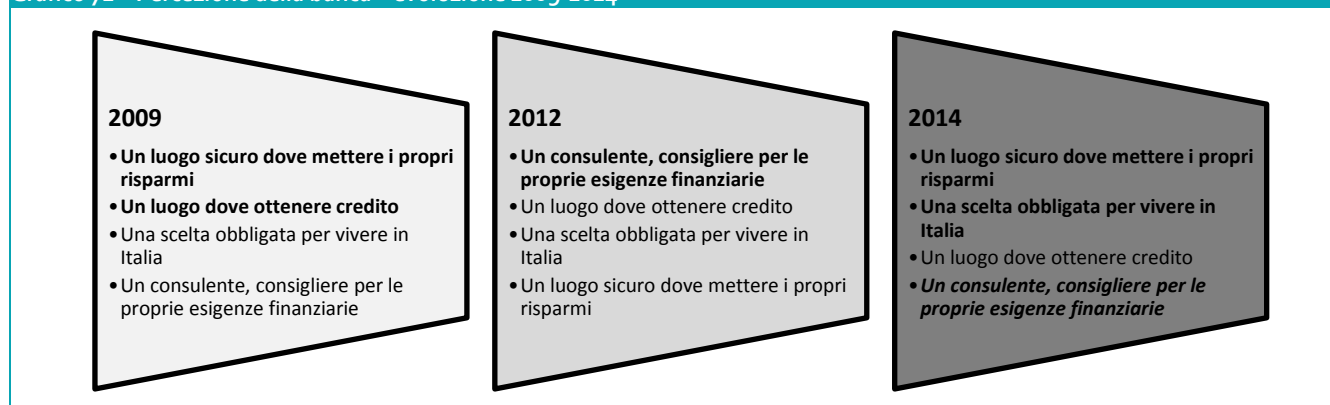 2009
•Un luogo sicuro dove mettere i propri
risparmi
•Un luogo dove ottenere credito
•Una scelta obbligata per vivere in
Italia
•Un consulente, consigliere per le
proprie esigenze finanziarie
2012
•Un consulente, consigliere per le
proprie esigenze finanziarie
•Un luogo dove ottenere credito
•Una scelta obbligata per vivere in
Italia
•Un luogo sicuro dove mettere i propri
risparmi
2014
•Un luogo sicuro dove mettere i propri
risparmi
•Una scelta obbligata per vivere in
Italia
•Un luogo dove ottenere credito
•Un consulente, consigliere per le
proprie esigenze finanziarie